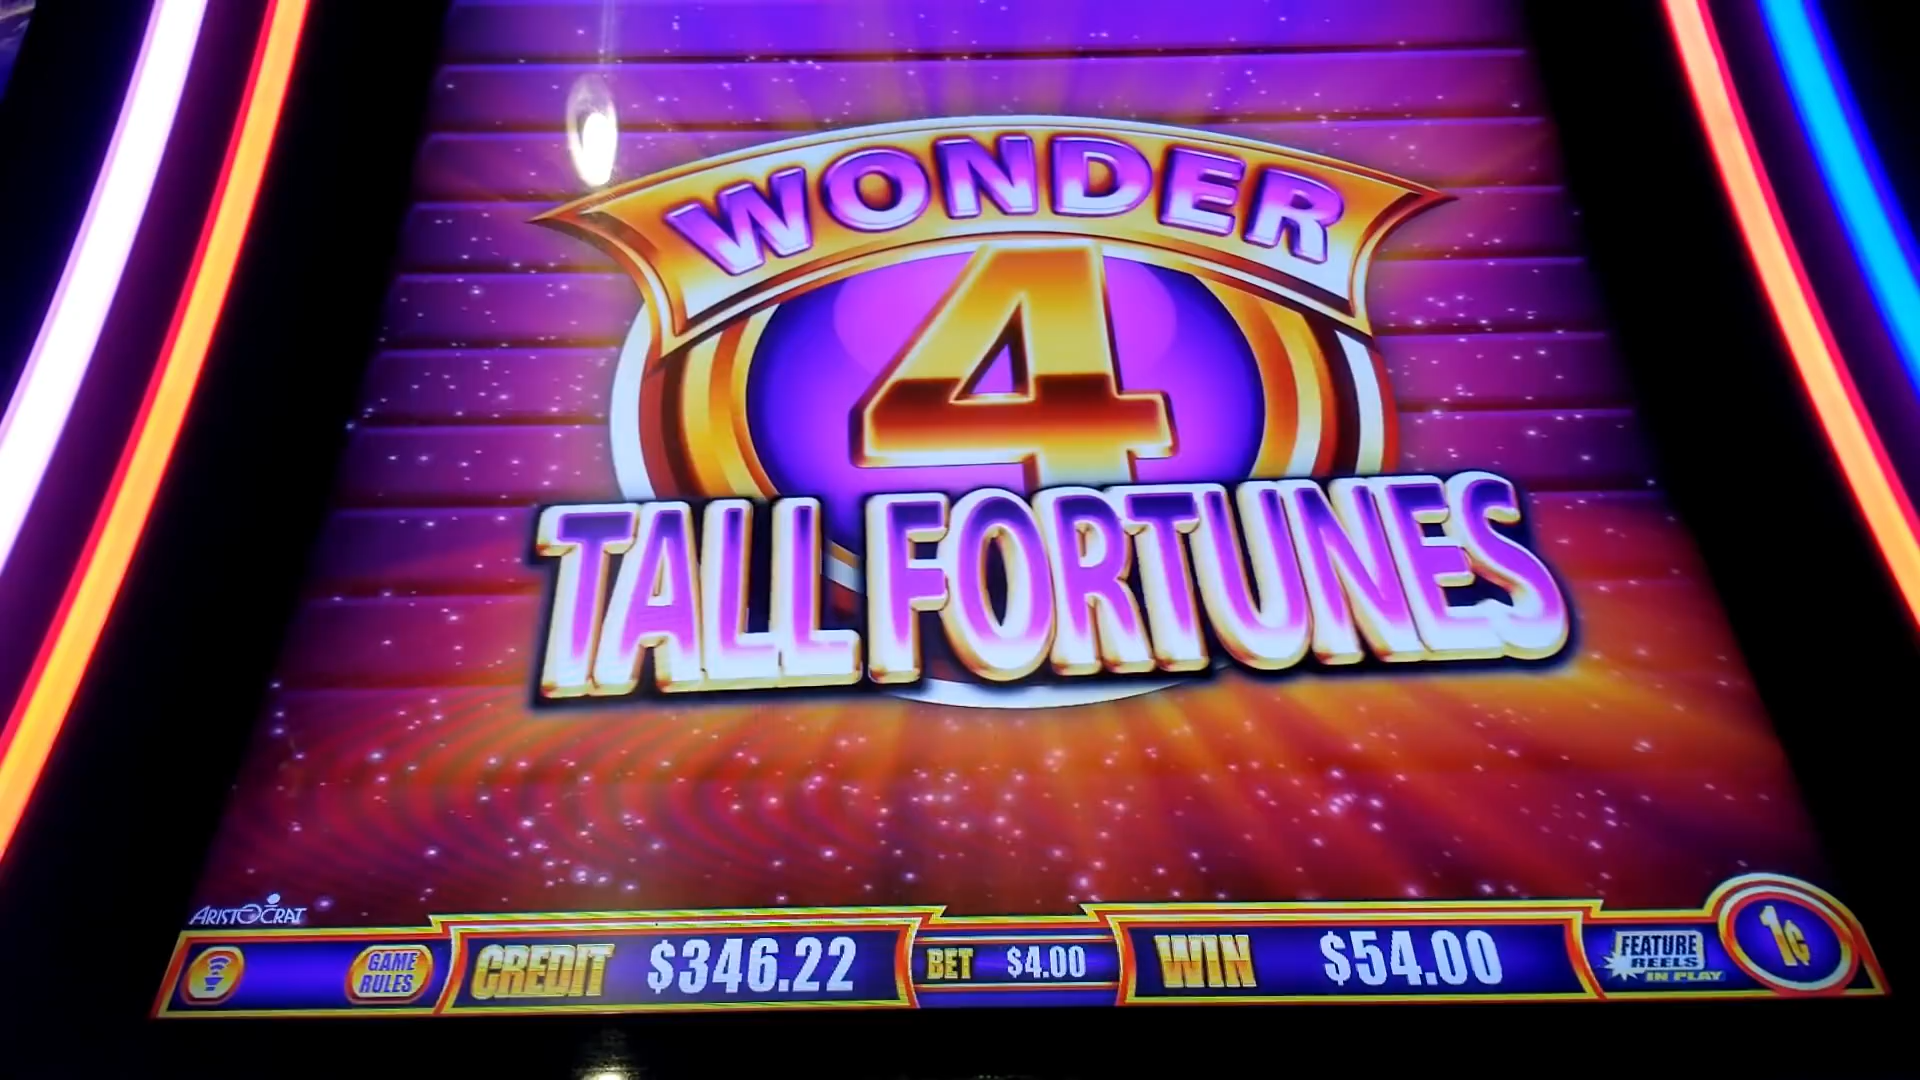 WONDER
4
TALL FORTUNES
ARISTOCRAT
GAME RULES
CREDIT $346.22
BET $4.00
WIN $54.00
FEATURE
REELS
IN PLAY
1¢